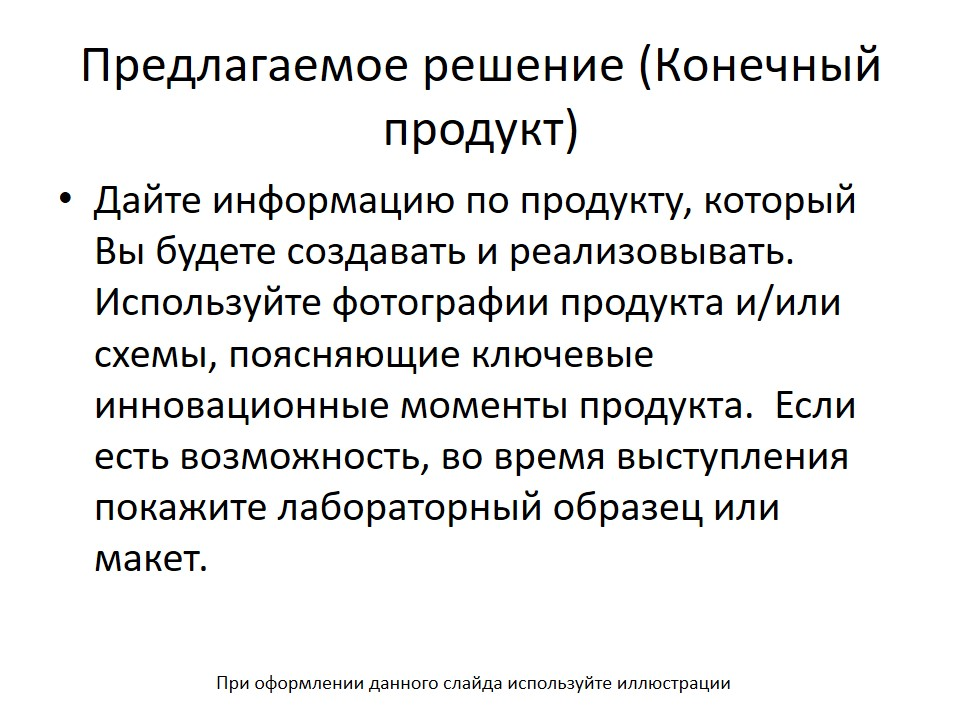 Предлагаемое решение (Конечный
продукт)
• Дайте информацию по продукту, который
Вы будете создавать и реализовывать.
Используйте фотографии продукта и/или
схемы, поясняющие ключевые
инновационные моменты продукта.  Если
есть возможность, во время выступления
покажите лабораторный образец или
макет.
При оформлении данного слайда используйте иллюстрации